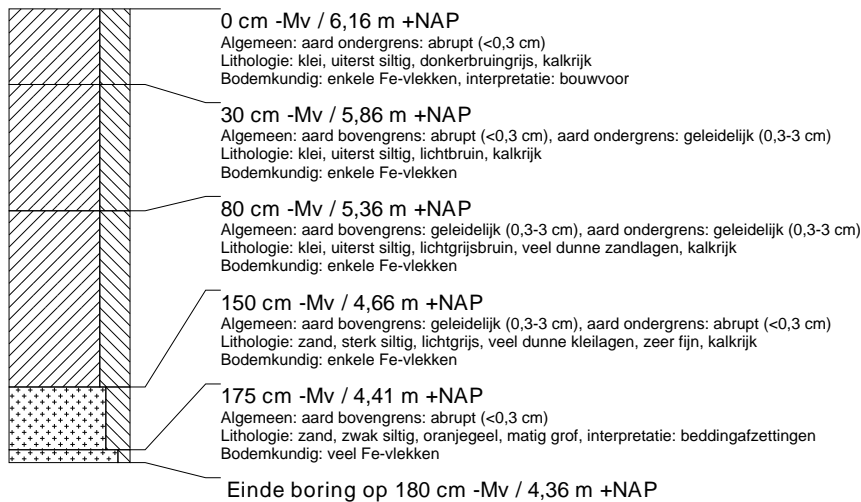 0 cm -Mv / 6,16 m +NAP
Algemeen: aard ondergrens: abrupt (<0,3 cm)
Lithologie: klei, uiterst siltig, donkerbruingrijs, kalkrijk
Bodemkundig: enkele Fe-vlekken, interpretatie: bouwvoor
30 cm -Mv / 5,86 m +NAP
Algemeen: aard bovengrens: abrupt (<0,3 cm), aard ondergrens: geleidelijk (0,3-3 cm)
Lithologie: klei, uiterst siltig, lichtbruin, kalkrijk
Bodemkundig: enkele Fe-vlekken
80 cm -Mv / 5,36 m +NAP
Algemeen: aard bovengrens: geleidelijk (0,3-3 cm), aard ondergrens: geleidelijk (0,3-3 cm)
Lithologie: klei, uiterst siltig, lichtgrijsbruin, veel dunne zandlagen, kalkrijk
Bodemkundig: enkele Fe-vlekken
150 cm -Mv / 4,66 m +NAP
Algemeen: aard bovengrens: geleidelijk (0,3-3 cm), aard ondergrens: abrupt (<0,3 cm)
Lithologie: zand, sterk siltig, lichtgrijs, veel dunne kleilagen, zeer fijn, kalkrijk
Bodemkundig: enkele Fe-vlekken
175 cm -Mv / 4,41 m +NAP
Algemeen: aard bovengrens: abrupt (<0,3 cm)
Lithologie: zand, zwak siltig, oranjegeel, matig grof, interpretatie: beddingafzettingen
Bodemkundig: veel Fe-vlekken
Einde boring op 180 cm -Mv / 4,36 m +NAP